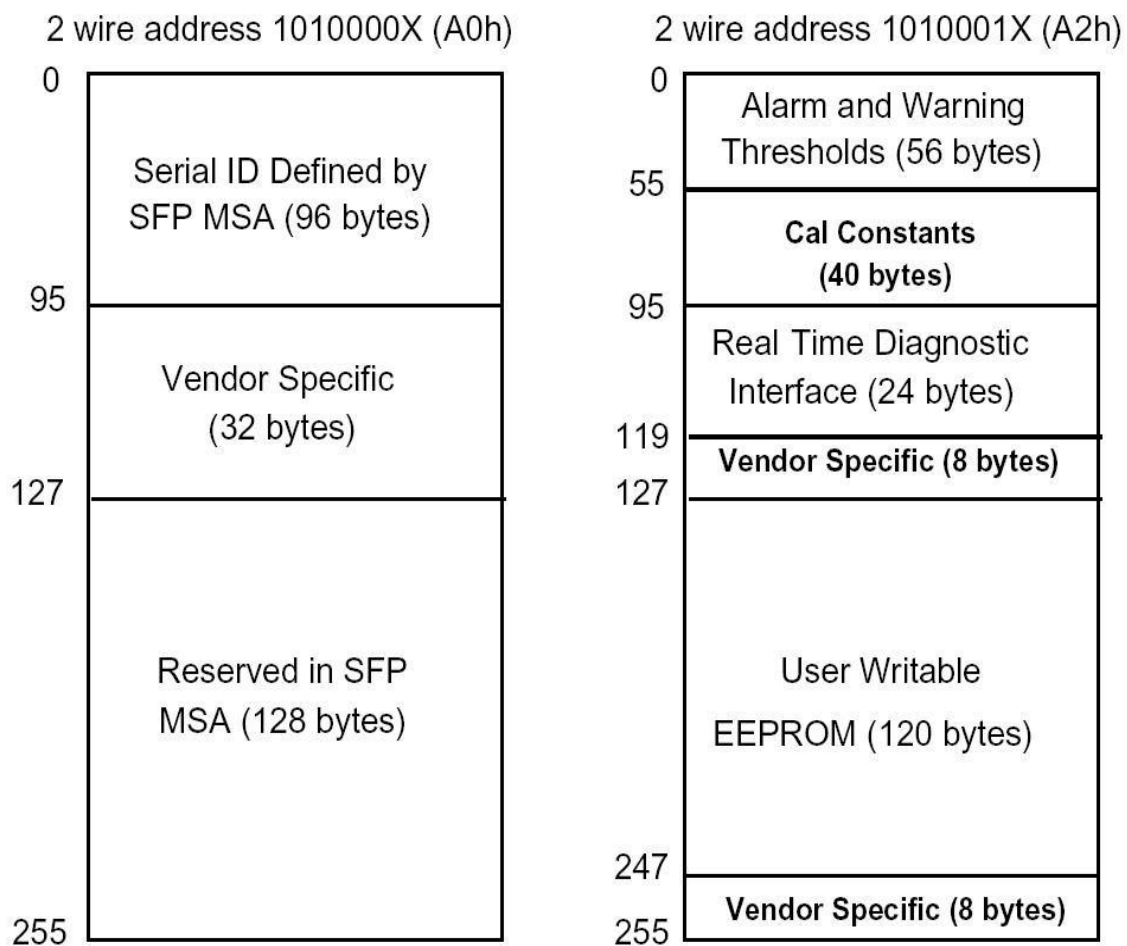 2 wire address 1010000X (A0h)
0
Serial ID Defined by
SFP MSA (96 bytes)
95
Vendor Specific
(32 bytes)
127
Reserved in SFP
MSA (128 bytes)
255
2 wire address 1010001X (A2h)
0
Alarm and Warning
Thresholds (56 bytes)
55
Cal Constants
(40 bytes)
95
Real Time Diagnostic
Interface (24 bytes)
119
Vendor Specific (8 bytes)
127
User Writable
EEPROM (120 bytes)
247
Vendor Specific (8 bytes)
255